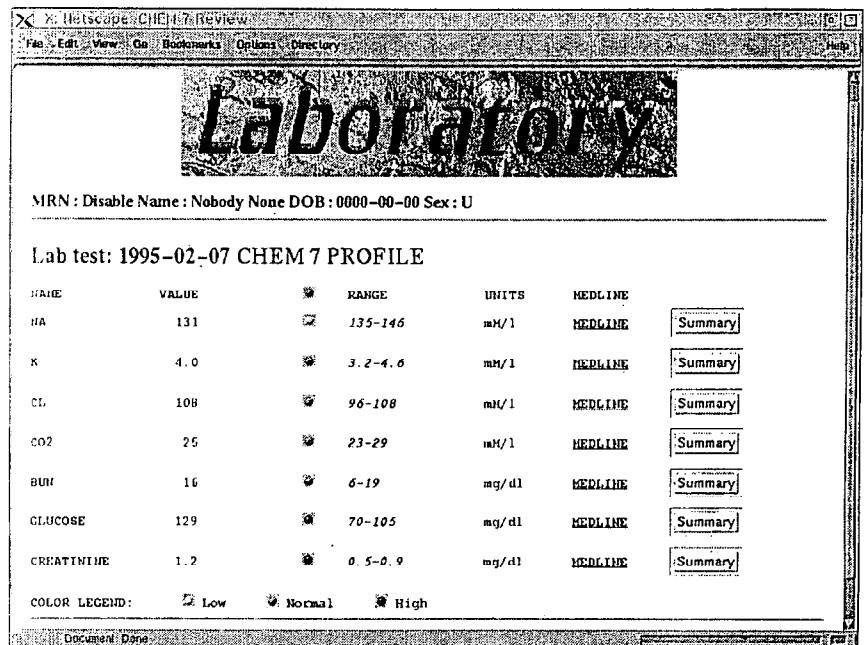 X: Netscape: CHEM 7 Review
File Edit View Go Bookmarks Options Directory Help
Laboratory
MRN : Disable Name : Nobody None DOB : 0000-00-00 Sex : U
Lab test: 1995-02-07 CHEM 7 PROFILE
NAME VALUE RANGE UNITS MEDLINE
NA 131 135-146 mM/l MEDLINE Summary
K 4.0 3.2-4.6 mM/l MEDLINE Summary
CL 108 96-108 mM/l MEDLINE Summary
CO2 25 23-29 mM/l MEDLINE Summary
BUN 16 6-19 mg/dl MEDLINE Summary
GLUCOSE 129 70-105 mg/dl MEDLINE Summary
CREATININE 1.2 0.5-0.9 mg/dl MEDLINE Summary
COLOR LEGEND: Low Normal High
Document: Done